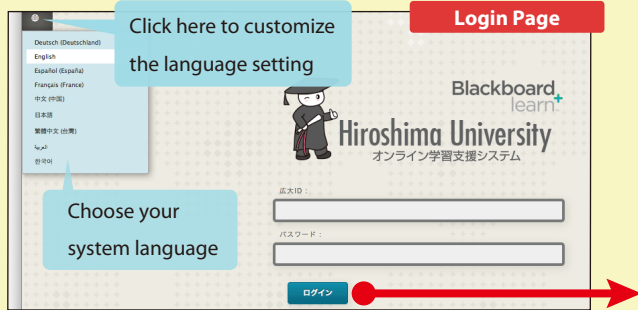 Click here to customize
the language setting
Login Page
Deutsch (Deutschland)
English
Español (España)
Français (France)
中文 (中国)
日本語
繁體中文 (台灣)
العربية
한국어
Choose your
system language
Blackboard
learn+
Hiroshima University
オンライン学習支援システム
広大ID :
パスワード :
ログイン